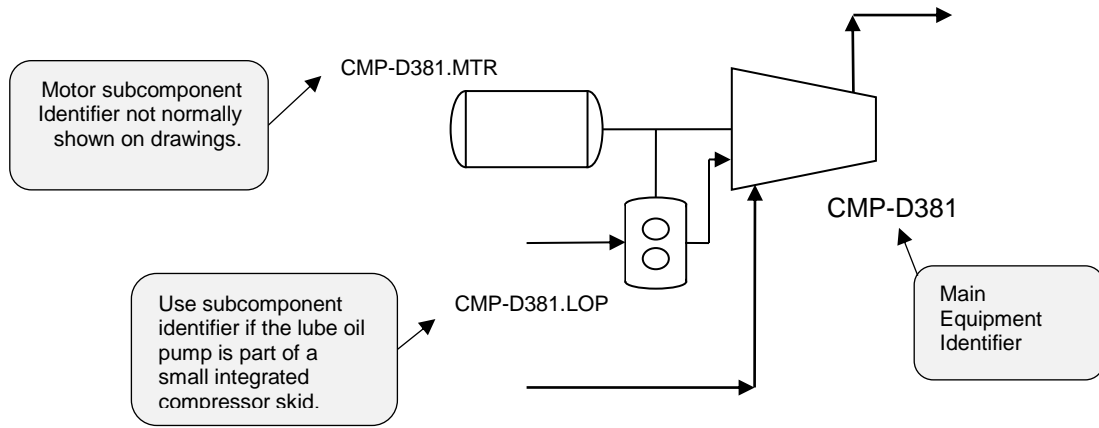 CMP-D381.MTR
Motor subcomponent
Identifier not normally
shown on drawings.
CMP-D381
Use subcomponent
identifier if the lube oil
pump is part of a
small integrated
compressor skid.
CMP-D381.LOP
Main
Equipment
Identifier